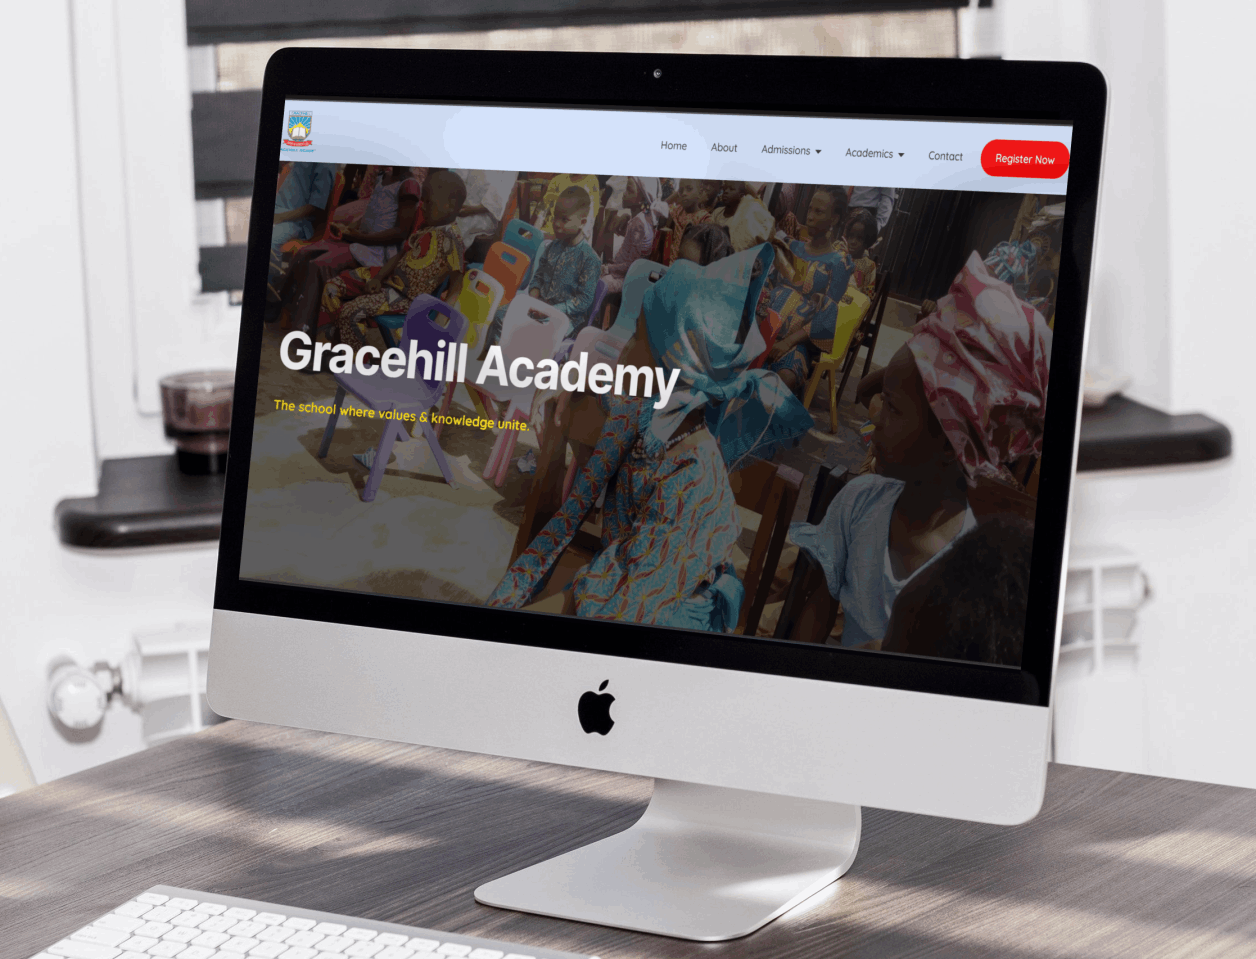 Home
About
Admissions
Academics
Contact
Register Now
Gracehill Academy
The school where values & knowledge unite.